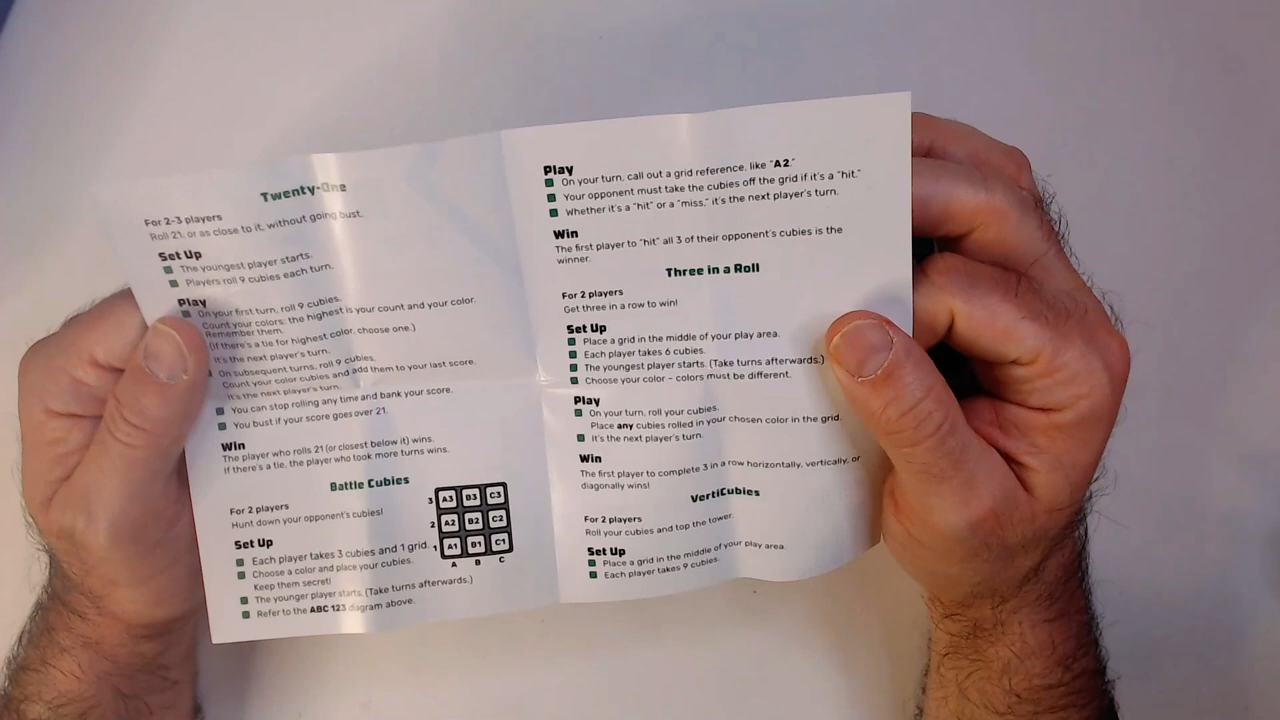 Twenty-One
For 2-3 players
Roll 21, or as close to it, without going bust.
Set Up
The youngest player starts.
Players roll 9 cubies each turn.
Play
On your first turn, roll 9 cubies.
Count your colors: the highest is your count and your color.
Remember them.
(If there's a tie for highest color, choose one.)
It's the next player's turn.
On subsequent turns, roll 9 cubies.
Count your color cubies and add them to your last score.
It's the next player's turn.
You can stop rolling any time and bank your score.
You bust if your score goes over 21.
Win
The player who rolls 21 (or closest below it) wins.
If there's a tie, the player who took more turns wins.
Battle Cubies
For 2 players
Hunt down your opponent's cubies!
Set Up
Each player takes 3 cubies and 1 grid.
Choose a color and place your cubies.
Keep them secret!
The younger player starts. (Take turns afterwards.)
Refer to the ABC 123 diagram above.
3 A3 B3 C3
2 A2 B2 C2
1 A1 B1 C1
A B C
Play
On your turn, call out a grid reference, like "A2."
Your opponent must take the cubies off the grid if it's a "hit."
Whether it's a "hit" or a "miss," it's the next player's turn.
Win
The first player to "hit" all 3 of their opponent's cubies is the
winner.
Three in a Roll
For 2 players
Get three in a row to win!
Set Up
Place a grid in the middle of your play area.
Each player takes 6 cubies.
The youngest player starts. (Take turns afterwards.)
Choose your color – colors must be different.
Play
On your turn, roll your cubies.
Place any cubies rolled in your chosen color in the grid.
It's the next player's turn.
Win
The first player to complete 3 in a row horizontally, vertically, or
diagonally wins!
VertiCubies
For 2 players
Roll your cubies and top the tower.
Set Up
Place a grid in the middle of your play area.
Each player takes 9 cubies.